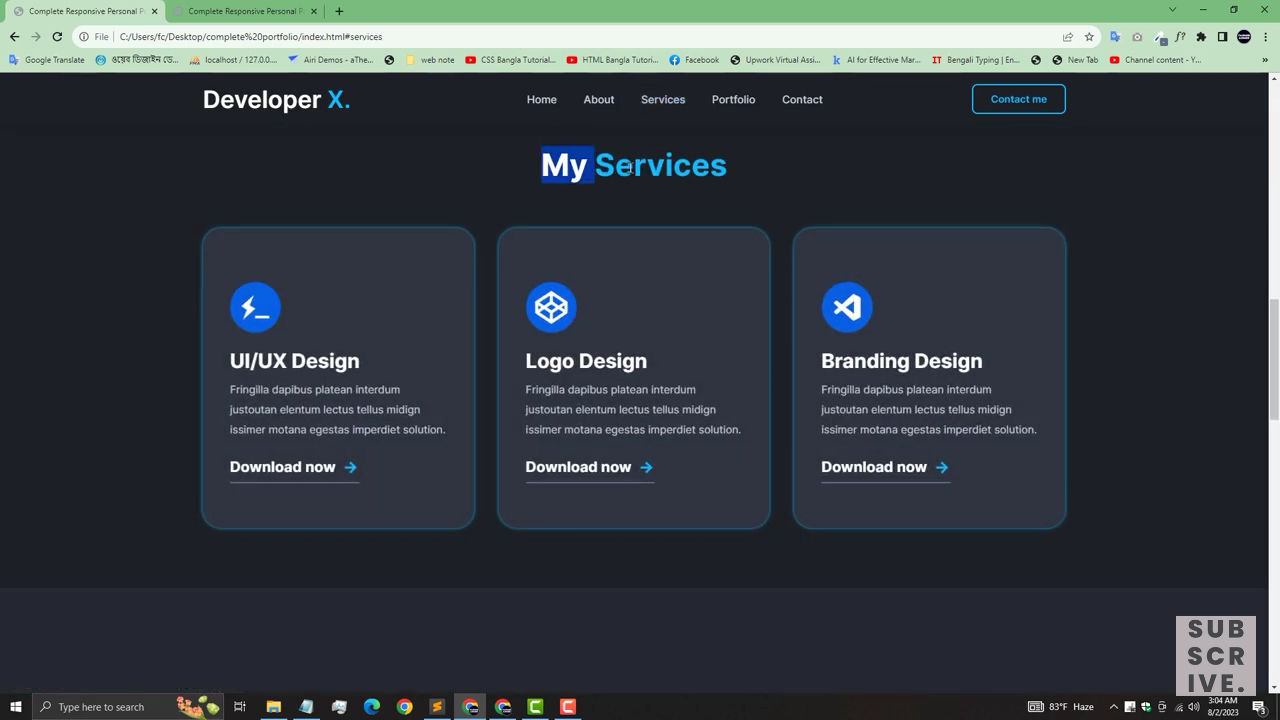 Complete Responsive Personal P
Complete Responsive Personal P
File
C:/Users/fc/Desktop/complete%20portfolio/index.html#services
Google Translate
ওয়েব ডিজাইন ডে...
localhost / 127.0.0....
Airi Demos - aThe...
web note
CSS Bangla Tutoria...
HTML Bangla Tutori...
Facebook
Upwork Virtual Assi...
AI for Effective Mar...
Bengali Typing | En...
New Tab
Channel content - Y...
Developer X.
Home
About
Services
Portfolio
Contact
Contact me
My Services
UI/UX Design
Fringilla dapibus platean interdum
justoutan elentum lectus tellus midign
issimer motana egestas imperdiet solution.
Download now
Logo Design
Fringilla dapibus platean interdum
justoutan elentum lectus tellus midign
issimer motana egestas imperdiet solution.
Download now
Branding Design
Fringilla dapibus platean interdum
justoutan elentum lectus tellus midign
issimer motana egestas imperdiet solution.
Download now
SUB
SCR
IVE.
Type here to search
83°F Haze
3:04 AM
8/2/2023